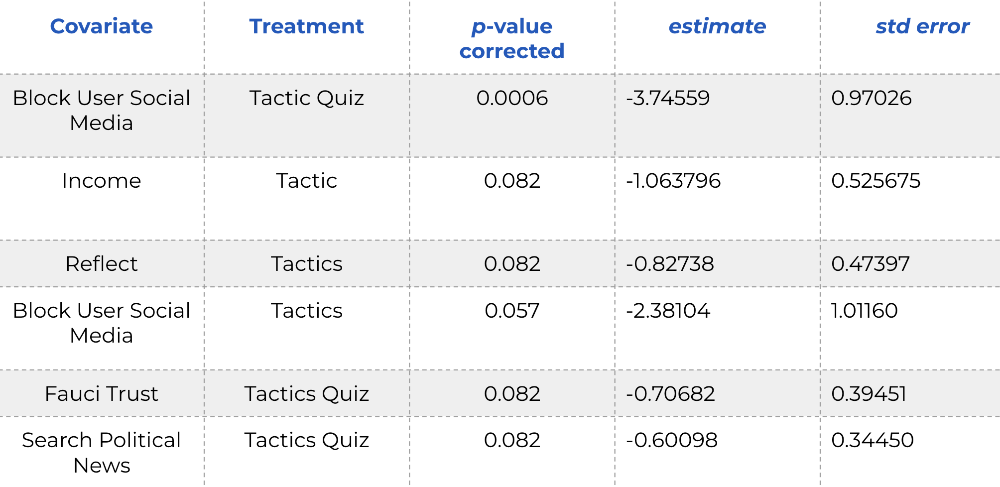 Covariate Treatment p-value corrected estimate std error
Block User Social Media Tactic Quiz 0.0006 -3.74559 0.97026
Income Tactic 0.082 -1.063796 0.525675
Reflect Tactics 0.082 -0.82738 0.47397
Block User Social Media Tactics 0.057 -2.38104 1.01160
Fauci Trust Tactics Quiz 0.082 -0.70682 0.39451
Search Political News Tactics Quiz 0.082 -0.60098 0.34450